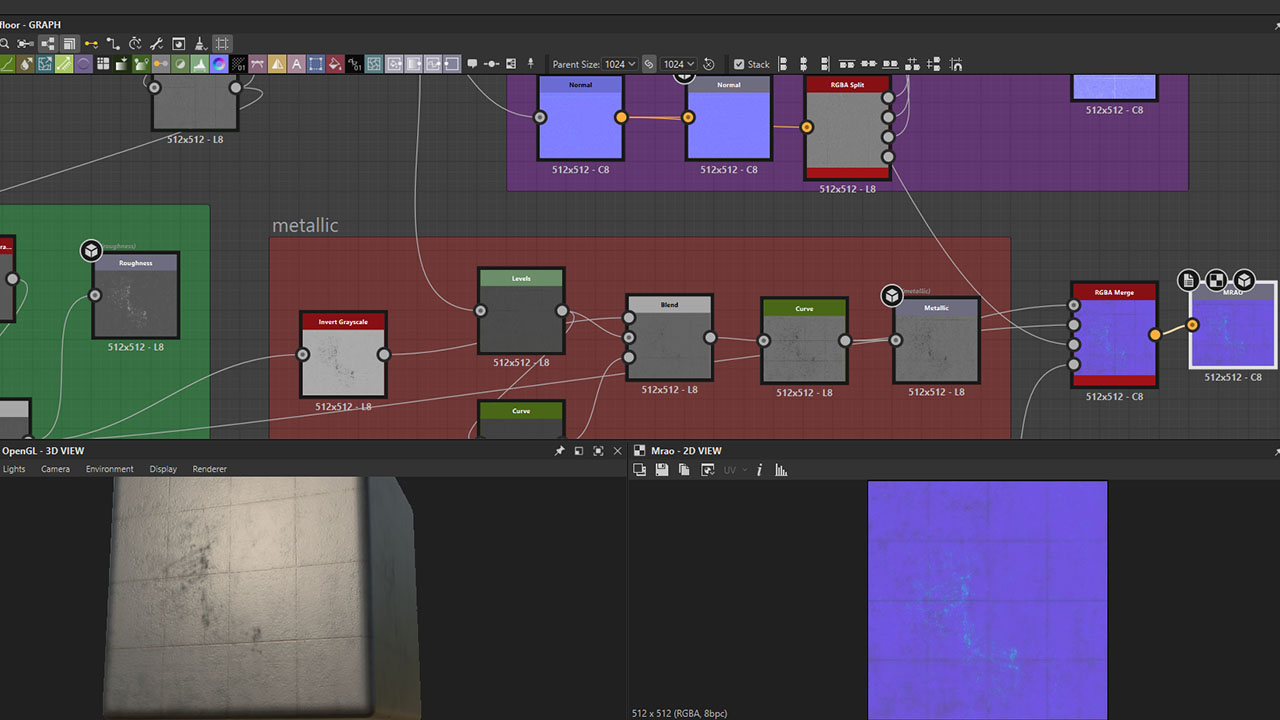 floor - GRAPH
Parent Size: 1024
1024
Stack
Normal
Normal
RGBA Split
512x512 - L8
512x512 - C8
512x512 - C8
512x512 - L8
512x512 - C8
metallic
(roughness)
Roughness
512x512 - L8
Invert Grayscale
512x512 - L8
Levels
512x512 - L8
Curve
Blend
512x512 - L8
Curve
512x512 - L8
(metallic)
Metallic
512x512 - L8
RGBA Merge
512x512 - C8
MRAO
512x512 - C8
OpenGL - 3D VIEW
Lights Camera Environment Display Renderer
Mrao - 2D VIEW
UV
512 x 512 (RGBA, 8bpc)